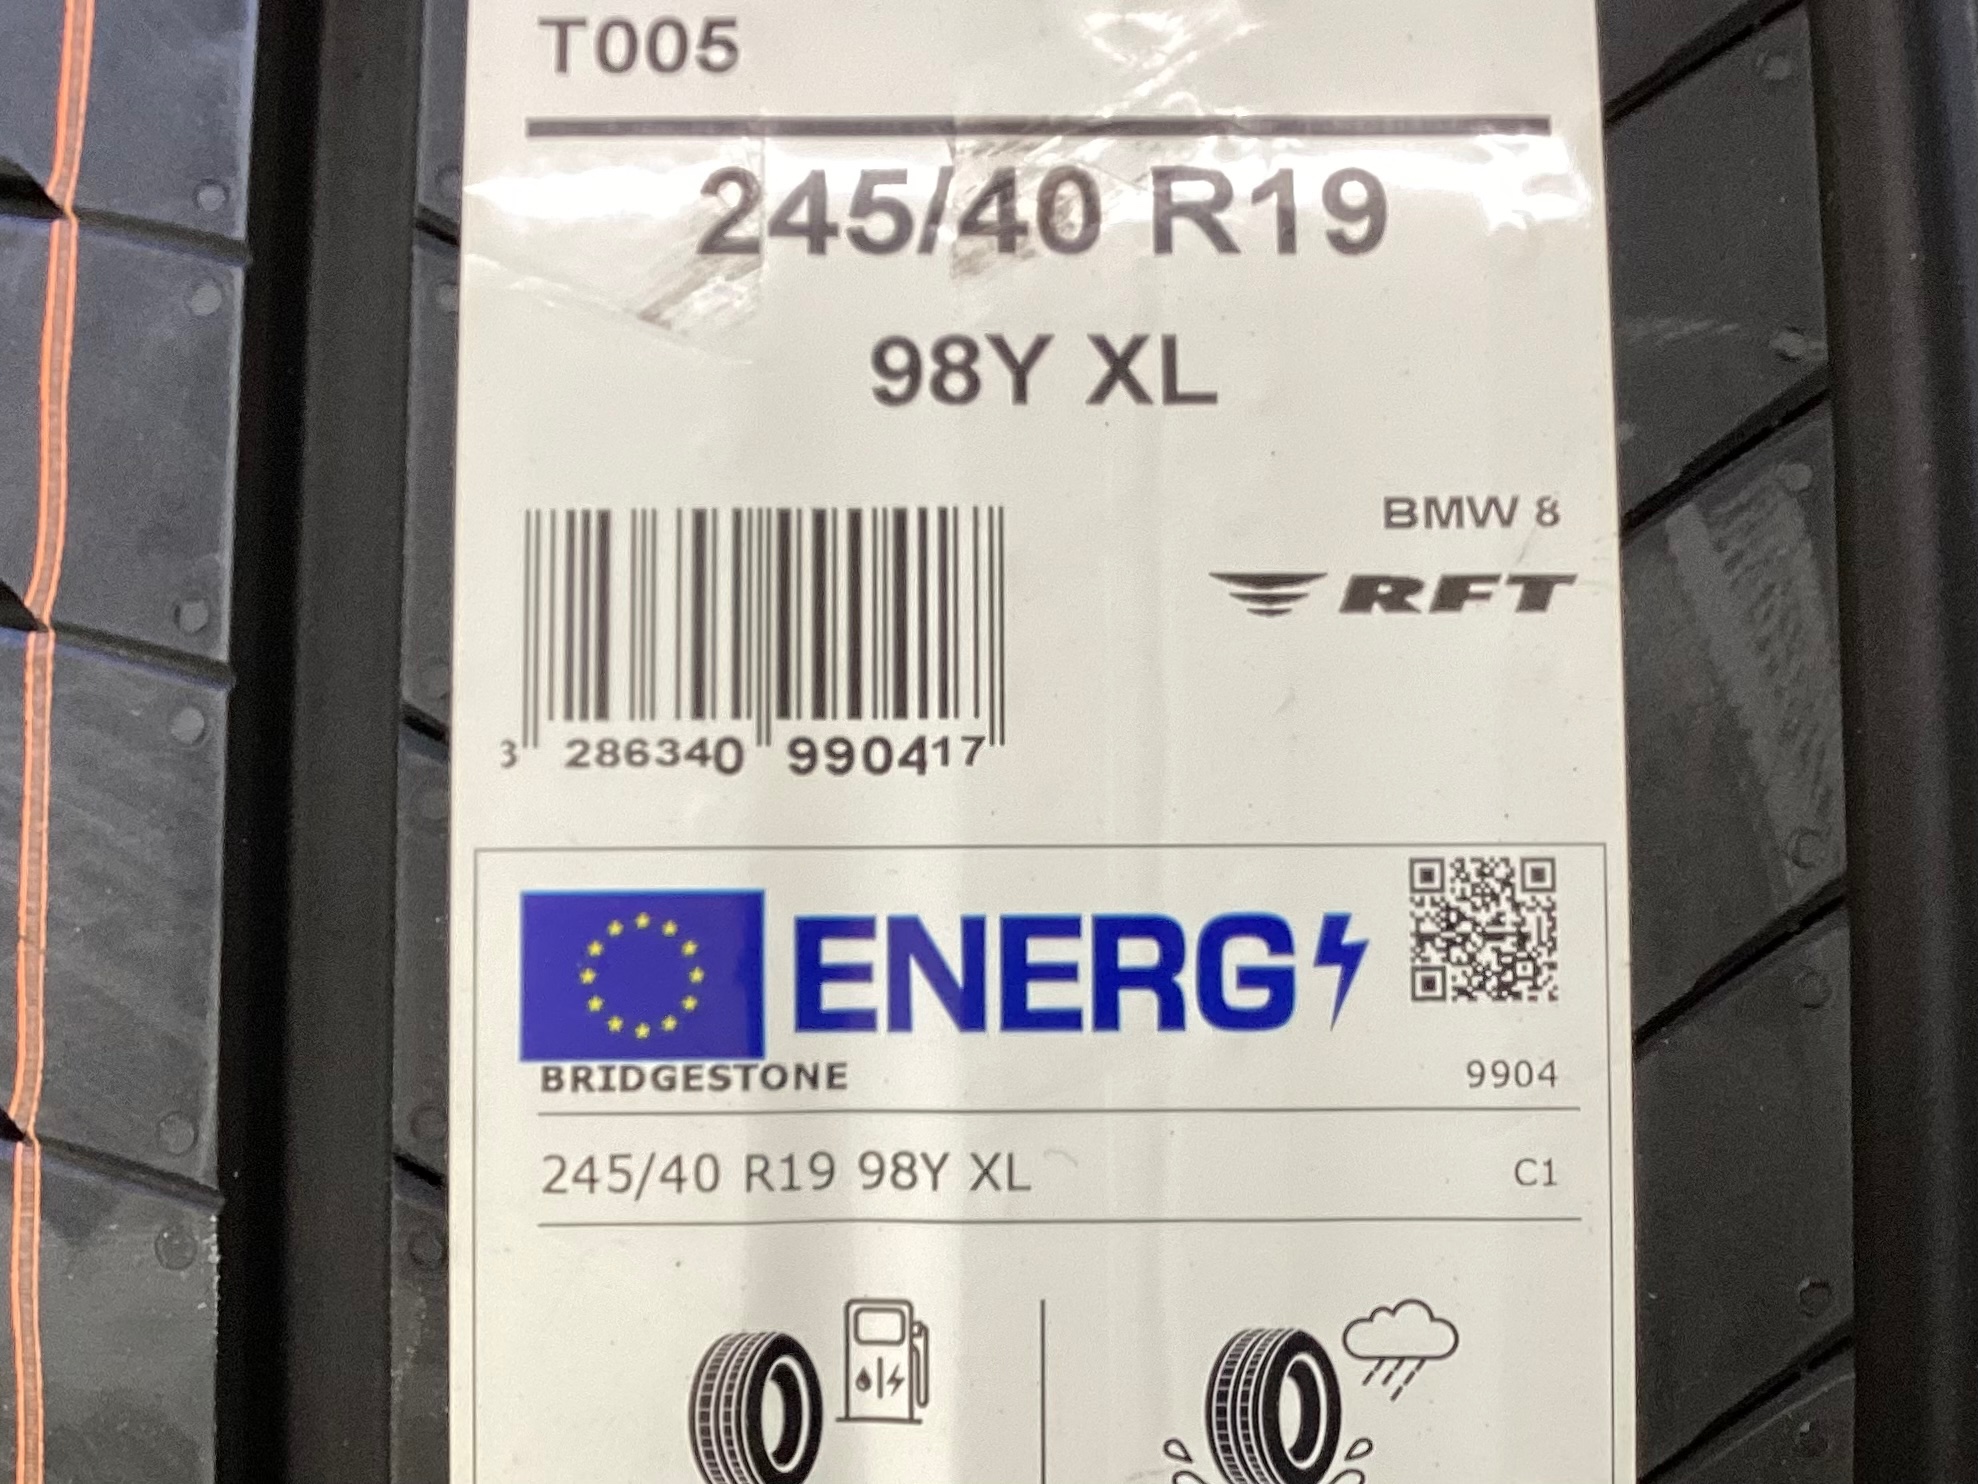 T005
245/40 R19
98Y XL
BMW 8
RFT
3 286340 990417
ENERG
BRIDGESTONE 9904
245/40 R19 98Y XL C1